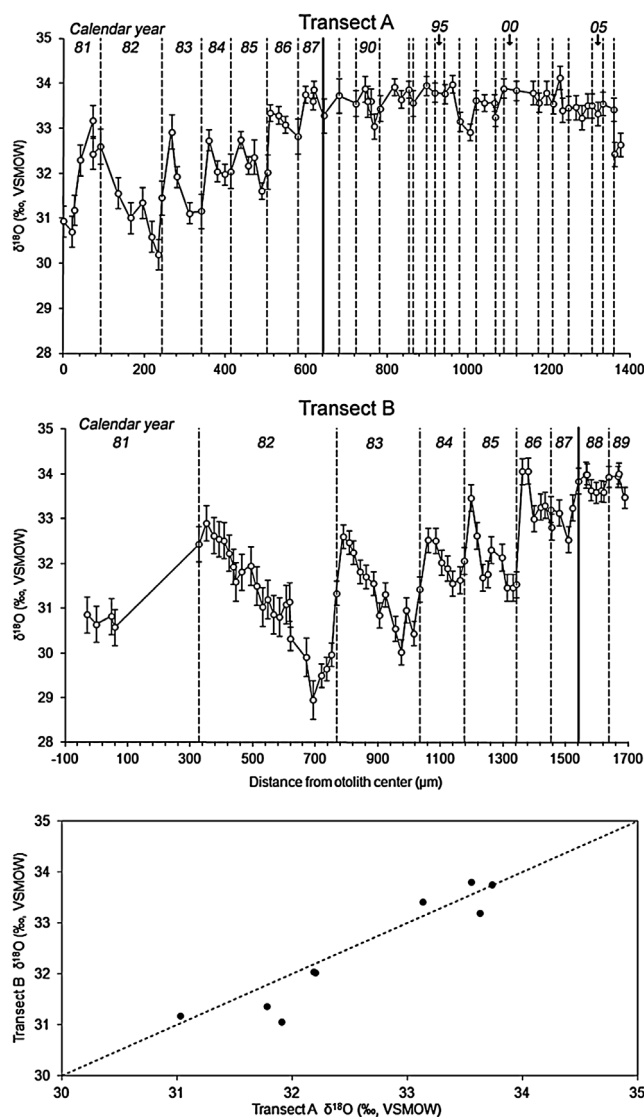 Transect A
Calendar year
81 82 83 84 85 86 87 90 95 00 05
35
34
33
32
31
30
29
28
δ18O (‰, VSMOW)
0 200 400 600 800 1000 1200 1400
Transect B
Calendar year
81 82 83 84 85 86 87 88 89
35
34
33
32
31
30
29
28
δ18O (‰, VSMOW)
-100 100 300 500 700 900 1100 1300 1500 1700
Distance from otolith center (μm)
35
34
33
32
31
30
Transect B δ18O (‰, VSMOW)
30 31 32 33 34 35
Transect A δ18O (‰, VSMOW)